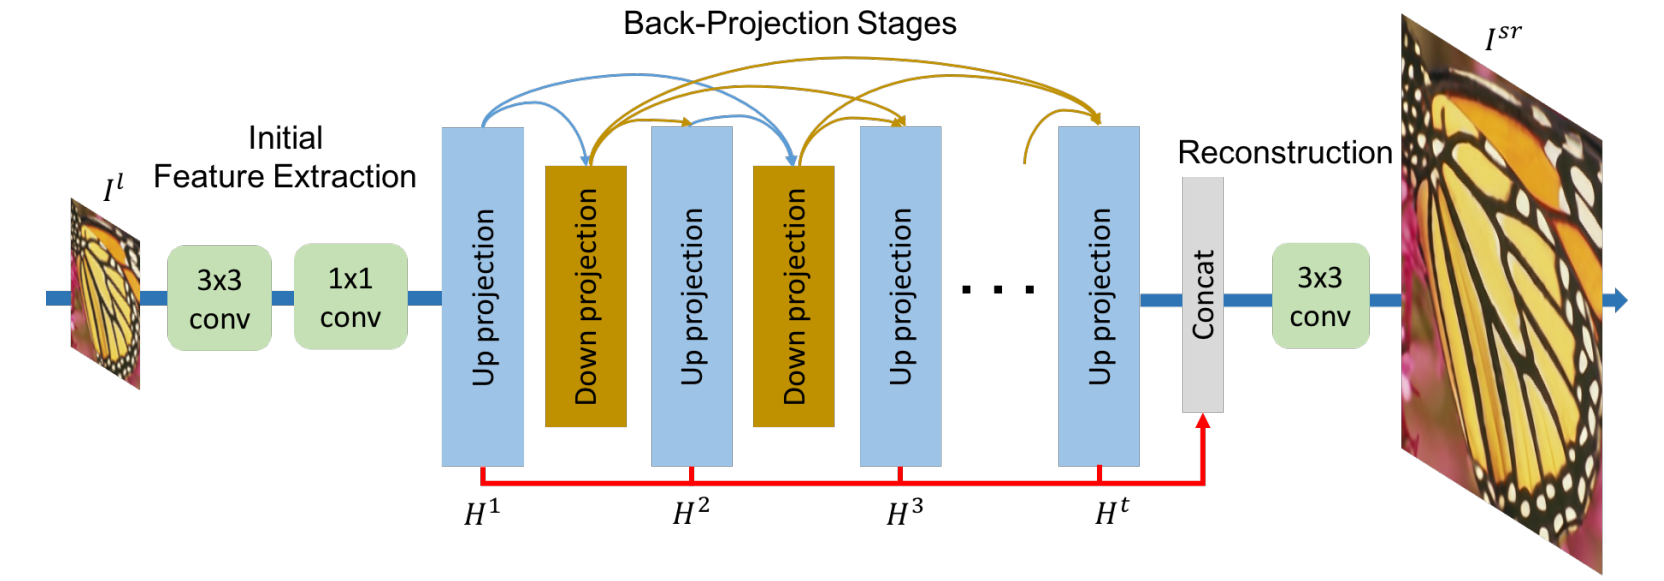 Back-Projection Stages
Initial
Feature Extraction
Reconstruction
I^l
3x3
conv
1x1
conv
Up projection
Down projection
Up projection
Down projection
Up projection
. . .
Up projection
Concat
3x3
conv
I^{sr}
H^1
H^2
H^3
H^t